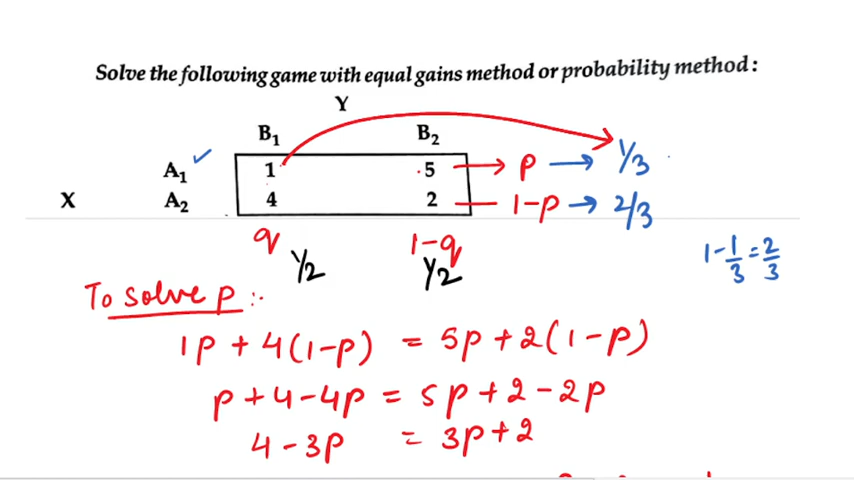 Solve the following game with equal gains method or probability method :
Y
B1 B2
A1 ✓ 1 5 → p → 1/3
X A2 4 2 — 1-p → 2/3
q 1-q
1/2 1/2
1 - 1/3 = 2/3
To solve p :-
1p + 4(1-p) = 5p + 2(1-p)
p + 4 - 4p = 5p + 2 - 2p
4 - 3p = 3p + 2